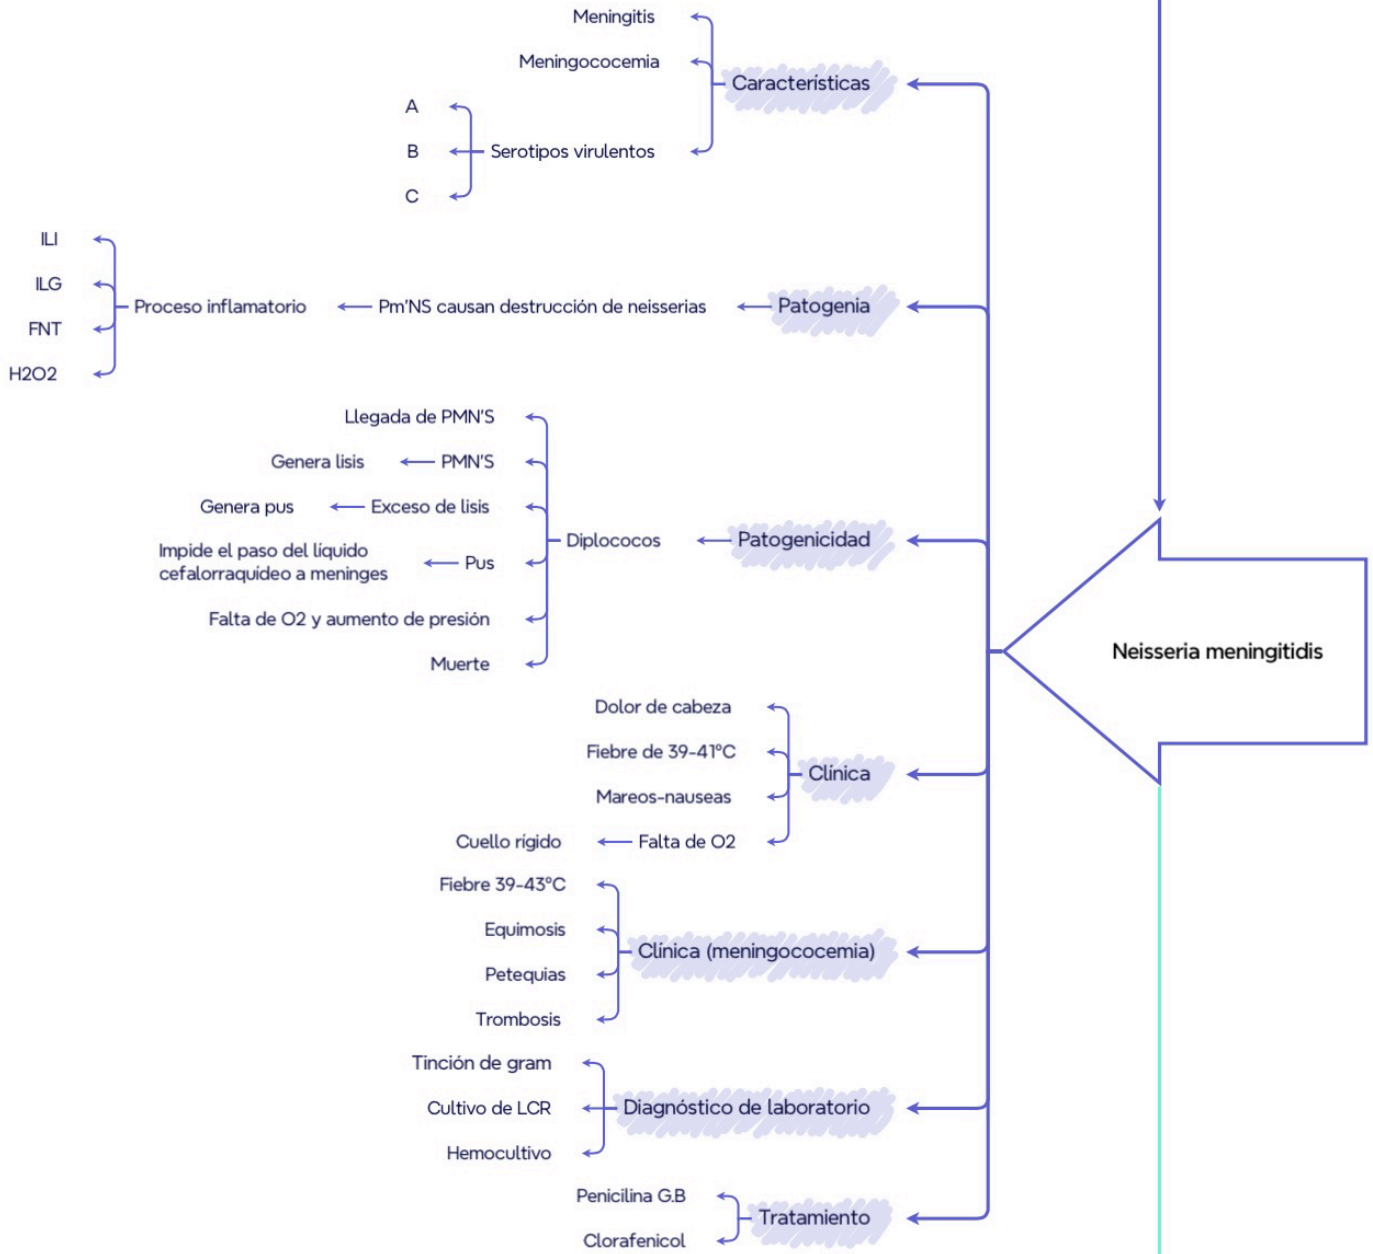 Neisseria meningitidis
Características
Meningitis
Meningococemia
Serotipos virulentos
A
B
C
Patogenia
Pm'NS causan destrucción de neisserias
Proceso inflamatorio
ILI
ILG
FNT
H2O2
Patogenicidad
Diplococos
Llegada de PMN'S
PMN'S
Genera lisis
Exceso de lisis
Genera pus
Pus
Impide el paso del líquido
cefalorraquídeo a meninges
Falta de O2 y aumento de presión
Muerte
Clínica
Dolor de cabeza
Fiebre de 39-41°C
Mareos-nauseas
Falta de O2
Cuello rígido
Clínica (meningococemia)
Fiebre 39-43°C
Equimosis
Petequias
Trombosis
Diagnóstico de laboratorio
Tinción de gram
Cultivo de LCR
Hemocultivo
Tratamiento
Penicilina G.B
Clorafenicol